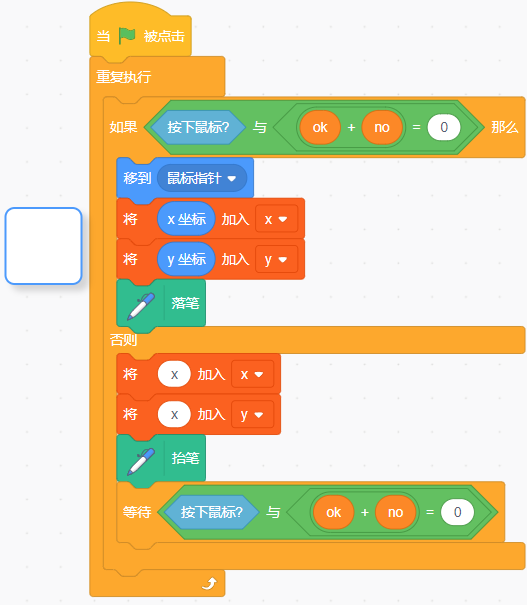 当 被点击
重复执行
如果 按下鼠标? 与 ok + no = 0 那么
移到 鼠标指针
将 x 坐标 加入 x
将 y 坐标 加入 y
落笔
否则
将 x 加入 x
将 x 加入 y
抬笔
等待 按下鼠标? 与 ok + no = 0